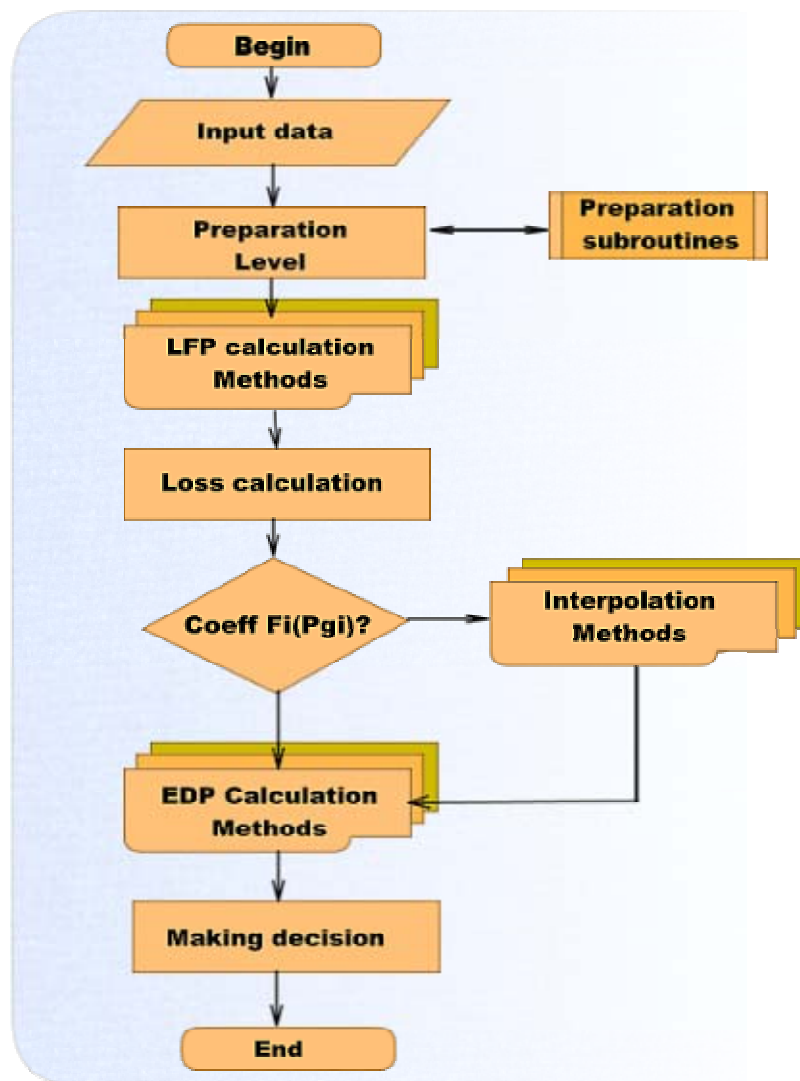 Begin
Input data
Preparation
Level
Preparation
subroutines
LFP calculation
Methods
Loss calculation
Coeff Fi(Pgi)?
Interpolation
Methods
EDP Calculation
Methods
Making decision
End